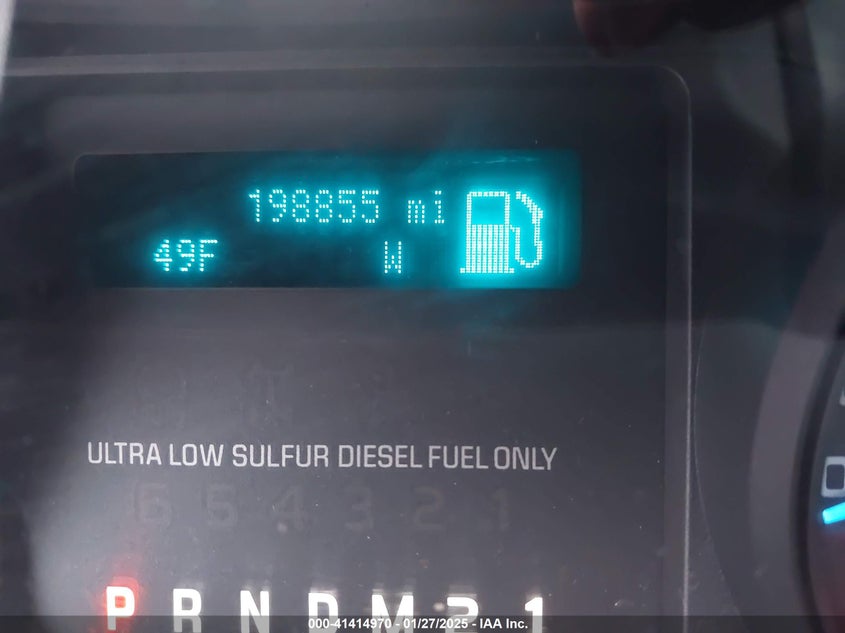 198855 mi
49F W
ULTRA LOW SULFUR DIESEL FUEL ONLY
6 5 4 3 2 1
P R N D M 2 1
000-41414970 - 01/27/2025 - IAA Inc.